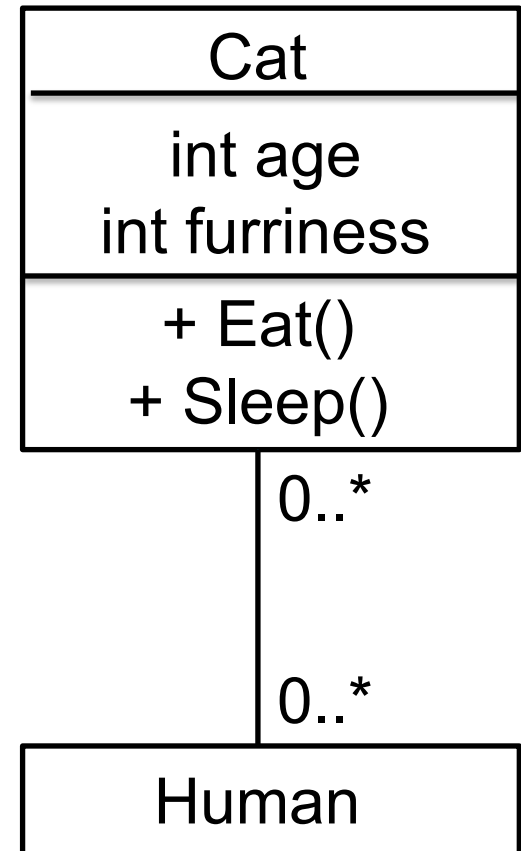 Cat
int age
int furriness
+ Eat()
+ Sleep()
0..*
0..*
Human